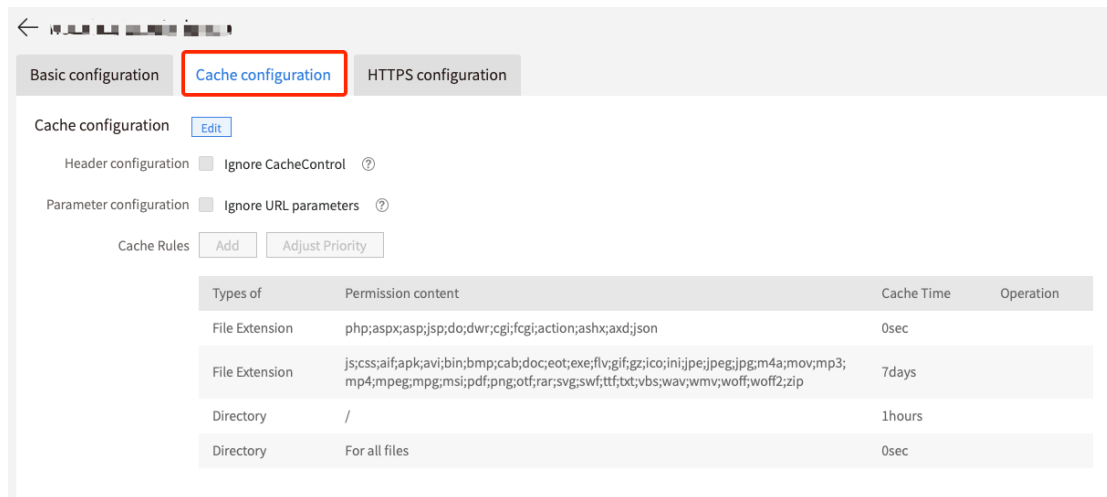 Basic configuration Cache configuration HTTPS configuration
Cache configuration Edit
Header configuration Ignore CacheControl ?
Parameter configuration Ignore URL parameters ?
Cache Rules Add Adjust Priority
Types of Permission content Cache Time Operation
File Extension php;aspx;asp;jsp;do;dwr;cgi;fcgi;action;ashx;axd;json 0sec
js;css;aif;apk;avi;bin;bmp;cab;doc;eot;exe;flv;gif;gz;ico;ini;jpe;jpeg;jpg;m4a;mov;mp3;
File Extension 7days
mp4;mpeg;mpg;msi;pdf;png;otf;rar;svg;swf;ttf;txt;vbs;wav;wmv;woff;woff2;zip
Directory / 1hours
Directory For all files 0sec